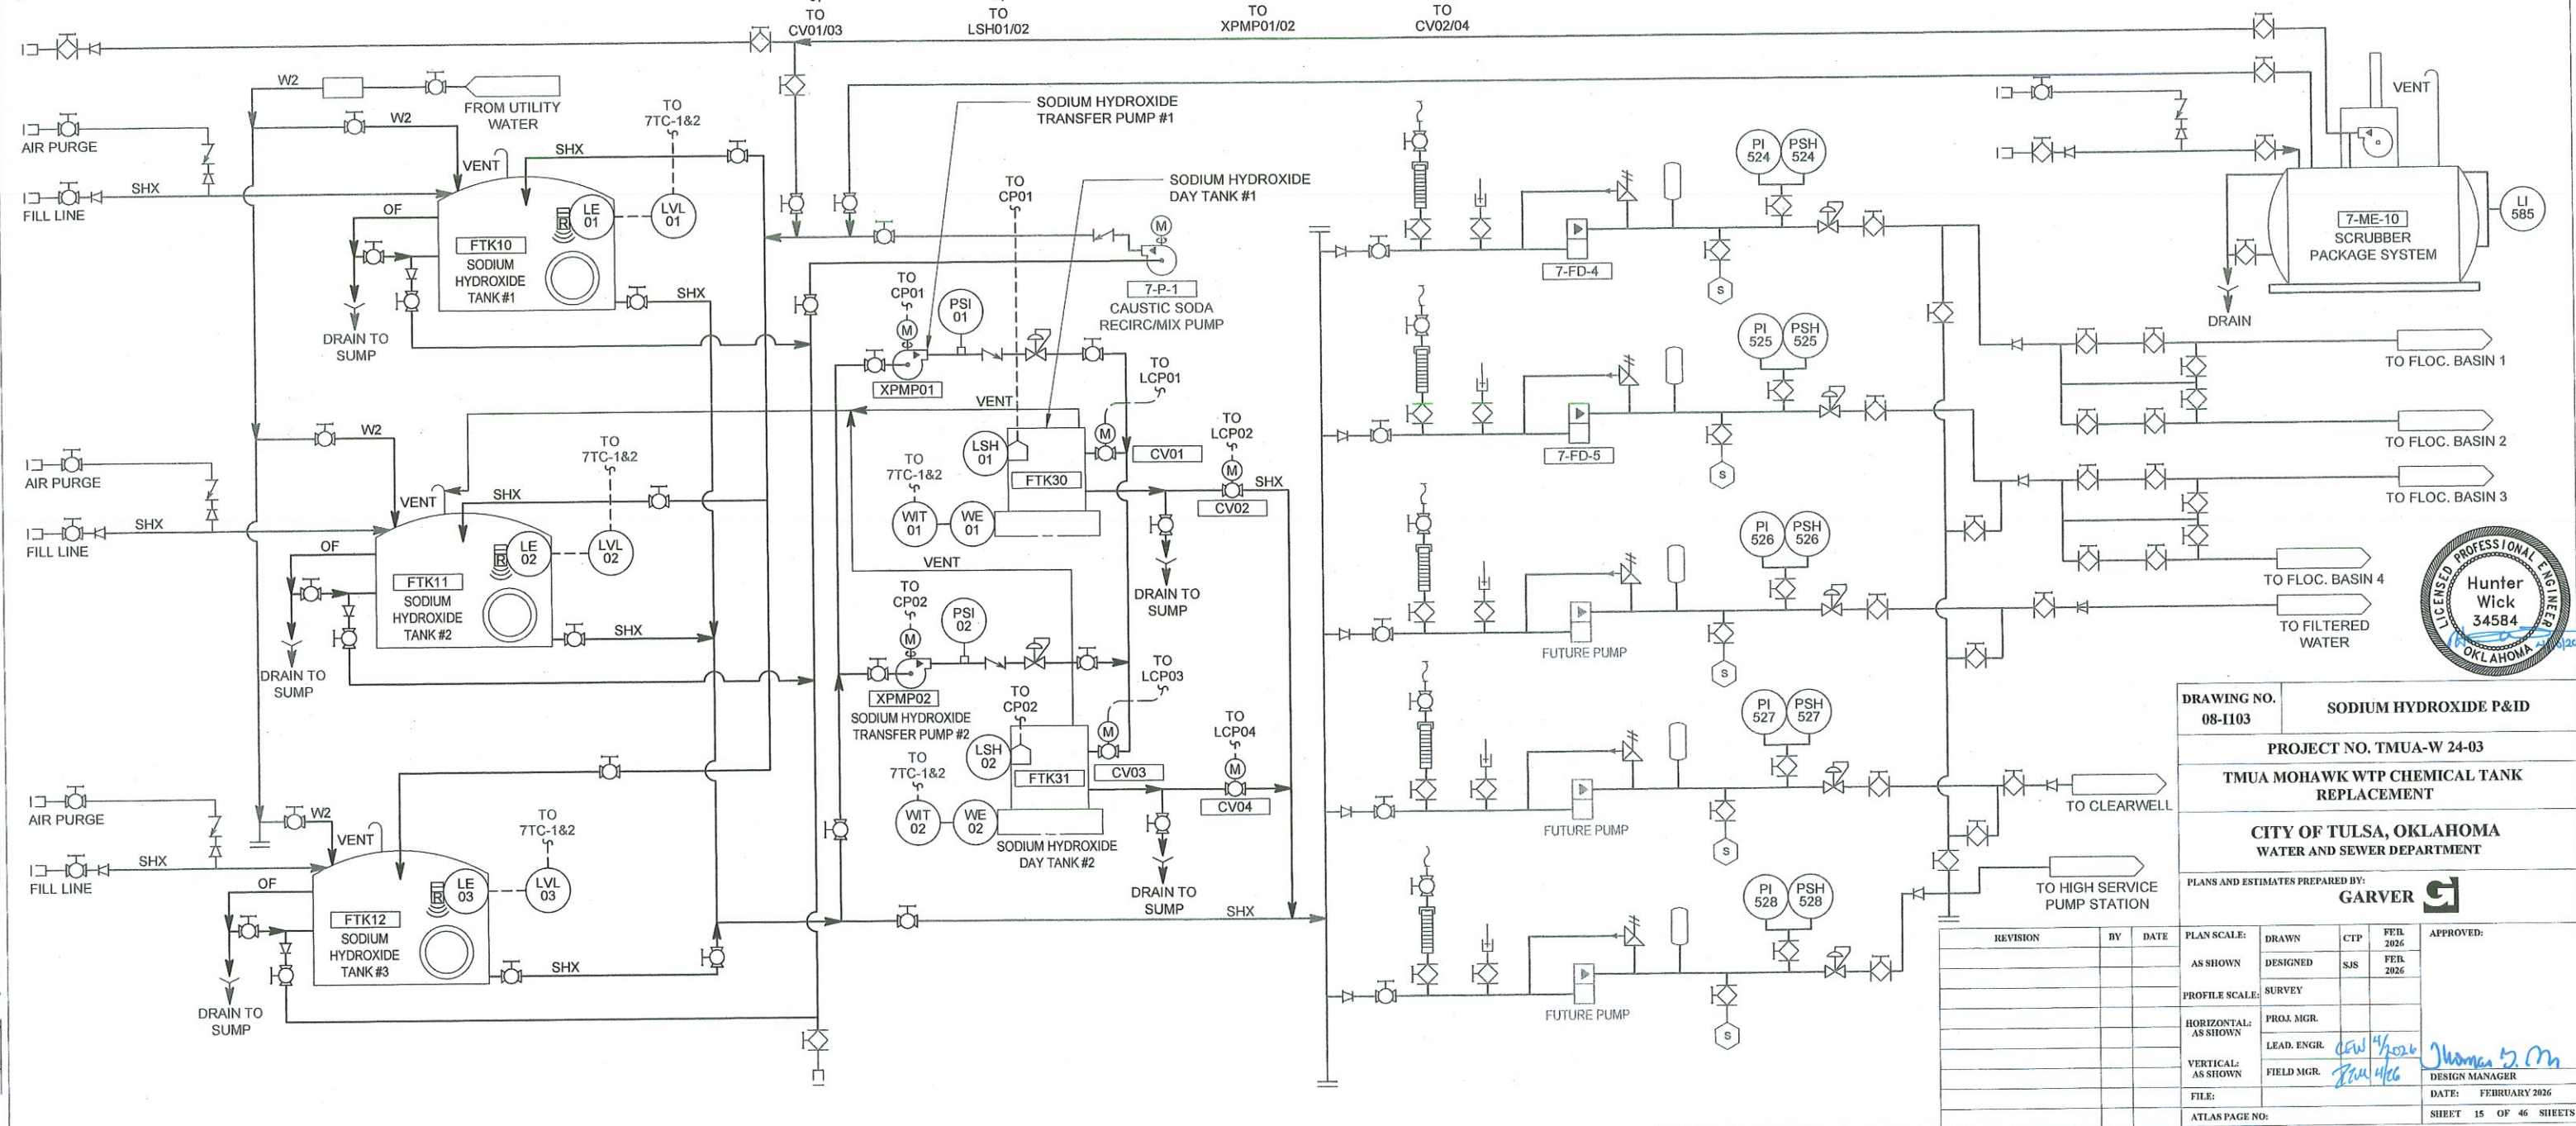 TO
CV01/03
TO
LSH01/02
TO
XPMP01/02
TO
CV02/04
W2
FROM UTILITY
WATER
W2
AIR PURGE
VENT
SHX
TO
7TC-1&2
SHX
FILL LINE
OF
LE
01
LVL
01
R
FTK10
SODIUM
HYDROXIDE
TANK #1
SHX
DRAIN TO
SUMP
SODIUM HYDROXIDE
TRANSFER PUMP #1
TO
CP01
SODIUM HYDROXIDE
DAY TANK #1
M
7-P-1
CAUSTIC SODA
RECIRC/MIX PUMP
TO
CP01
M
PSI
01
XPMP01
TO
LCP01
M
VENT
LSH
01
CV01
TO
LCP02
M
TO
7TC-1&2
FTK30
SHX
CV02
WIT
01
WE
01
VENT
DRAIN TO
SUMP
W2
AIR PURGE
VENT
SHX
TO
7TC-1&2
SHX
FILL LINE
OF
LE
02
LVL
02
R
FTK11
SODIUM
HYDROXIDE
TANK #2
SHX
DRAIN TO
SUMP
TO
CP02
M
PSI
02
XPMP02
SODIUM HYDROXIDE
TRANSFER PUMP #2
TO
CP02
TO
LCP03
M
LSH
02
TO
7TC-1&2
FTK31
CV03
TO
LCP04
M
CV04
WIT
02
WE
02
SODIUM HYDROXIDE
DAY TANK #2
DRAIN TO
SUMP
SHX
AIR PURGE
W2
VENT
TO
7TC-1&2
SHX
FILL LINE
OF
LE
03
LVL
03
R
FTK12
SODIUM
HYDROXIDE
TANK #3
SHX
DRAIN TO
SUMP
PI
524
PSH
524
7-FD-4
S
PI
525
PSH
525
7-FD-5
S
PI
526
PSH
526
FUTURE PUMP
S
PI
527
PSH
527
FUTURE PUMP
S
PI
528
PSH
528
FUTURE PUMP
S
VENT
7-ME-10
SCRUBBER
PACKAGE SYSTEM
LI
585
DRAIN
TO FLOC. BASIN 1
TO FLOC. BASIN 2
TO FLOC. BASIN 3
TO FLOC. BASIN 4
TO FILTERED
WATER
TO CLEARWELL
TO HIGH SERVICE
PUMP STATION
LICENSED PROFESSIONAL ENGINEER
Hunter
Wick
34584
OKLAHOMA
DRAWING NO.
08-I103
SODIUM HYDROXIDE P&ID
PROJECT NO. TMUA-W 24-03
TMUA MOHAWK WTP CHEMICAL TANK
REPLACEMENT
CITY OF TULSA, OKLAHOMA
WATER AND SEWER DEPARTMENT
PLANS AND ESTIMATES PREPARED BY:
GARVER
REVISION BY DATE
PLAN SCALE:
AS SHOWN
PROFILE SCALE:
HORIZONTAL:
AS SHOWN
VERTICAL:
AS SHOWN
FILE:
ATLAS PAGE NO:
DRAWN CTP FEB. 2026
DESIGNED SJS FEB. 2026
SURVEY
PROJ. MGR.
LEAD. ENGR. CFW 4/2026
FIELD MGR. 4/26
APPROVED:
DESIGN MANAGER
DATE: FEBRUARY 2026
SHEET 15 OF 46 SHEETS